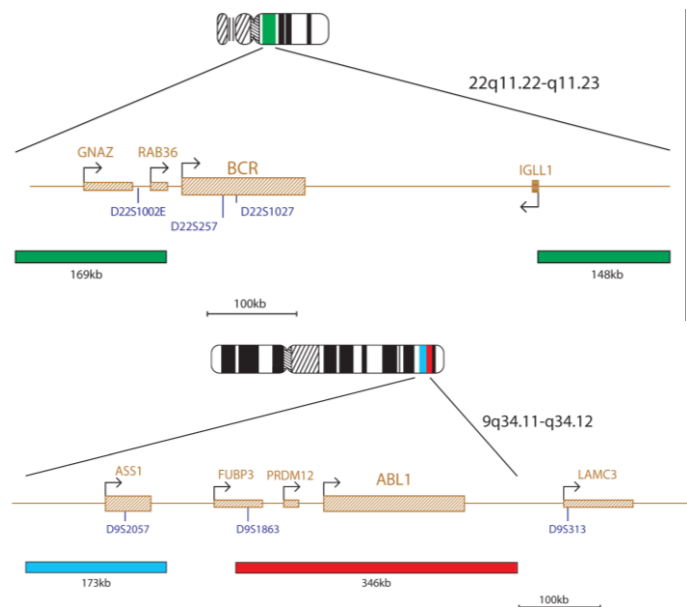 22q11.22-q11.23
GNAZ RAB36 BCR IGLL1
D22S1002E D22S257 D22S1027
169kb 148kb
100kb
9q34.11-q34.12
ASS1 FUBP3 PRDM12 ABL1 LAMC3
D9S2057 D9S1863 D9S313
173kb 346kb
100kb